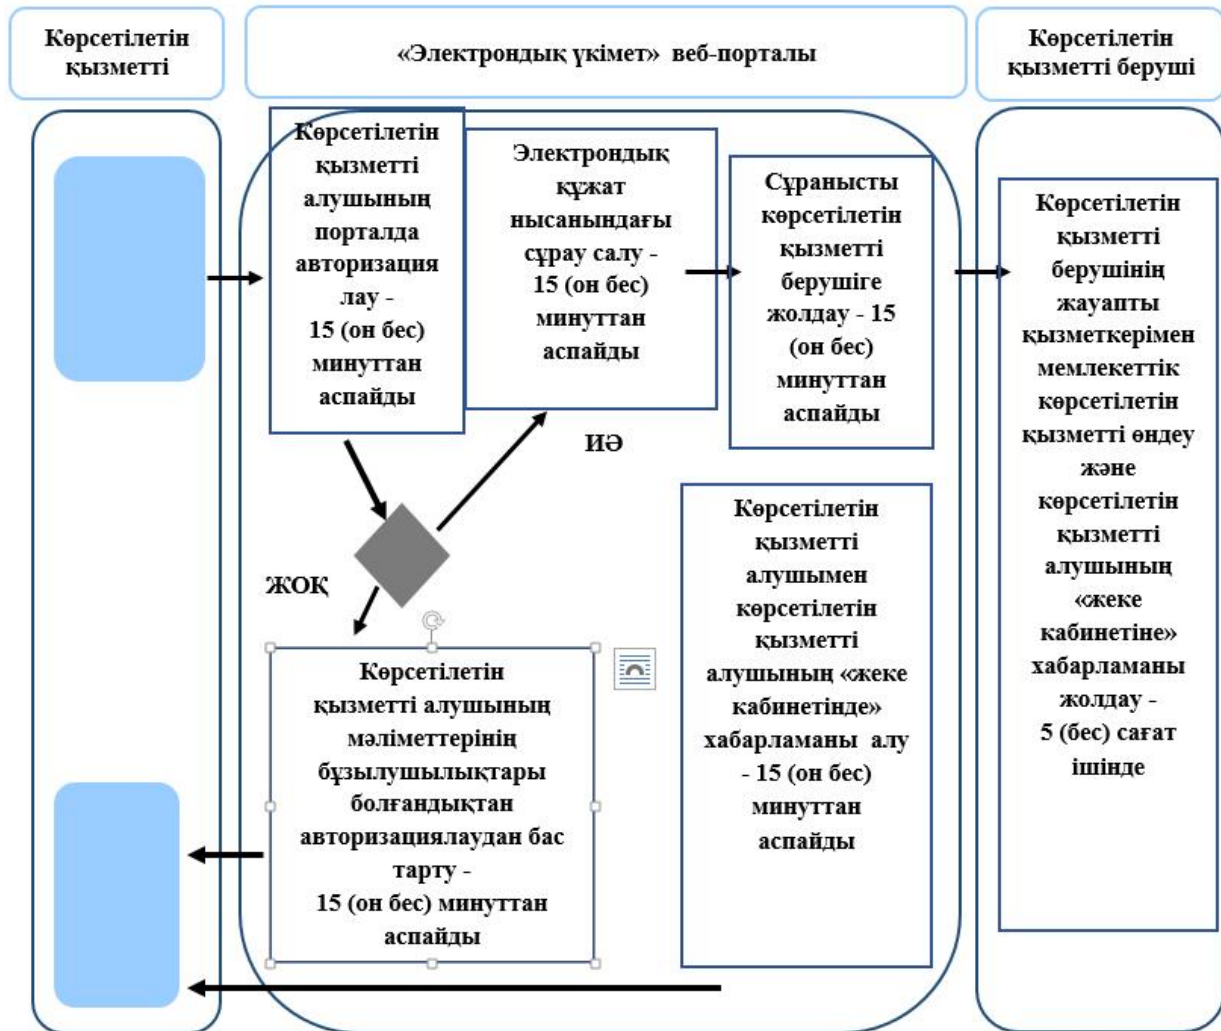 Көрсетілетін
қызметті
«Электрондық үкімет» веб-порталы
Көрсетілетін
қызметті беруші
Көрсетілетін
қызметті
алушының
порталда
авторизация
лау -
15 (он бес)
минуттан
аспайды
Электрондық
құжат
нысанындағы
сұрау салу -
15 (он бес)
минуттан
аспайды
Сұранысты
көрсетілетін
қызметті
берушіге
жолдау - 15
(он бес)
минуттан
аспайды
Көрсетілетін
қызметті
берушінің
жауапты
қызметкерімен
мемлекеттік
көрсетілетін
қызметті өндеу
және
көрсетілетін
қызметті
алушының
«жеке
кабинетіне»
хабарламаны
жолдау -
5 (бес) сағат
ішінде
ИӘ
ЖОҚ
Көрсетілетін
қызметті алушының
мәліметтерінің
бұзылушылықтары
болғандықтан
авторизациялаудан бас
тарту -
15 (он бес) минуттан
аспайды
Көрсетілетін
қызметті
алушымен
көрсетілетін
қызметті
алушының «жеке
кабинетінде»
хабарламаны алу
- 15 (он бес)
минуттан
аспайды